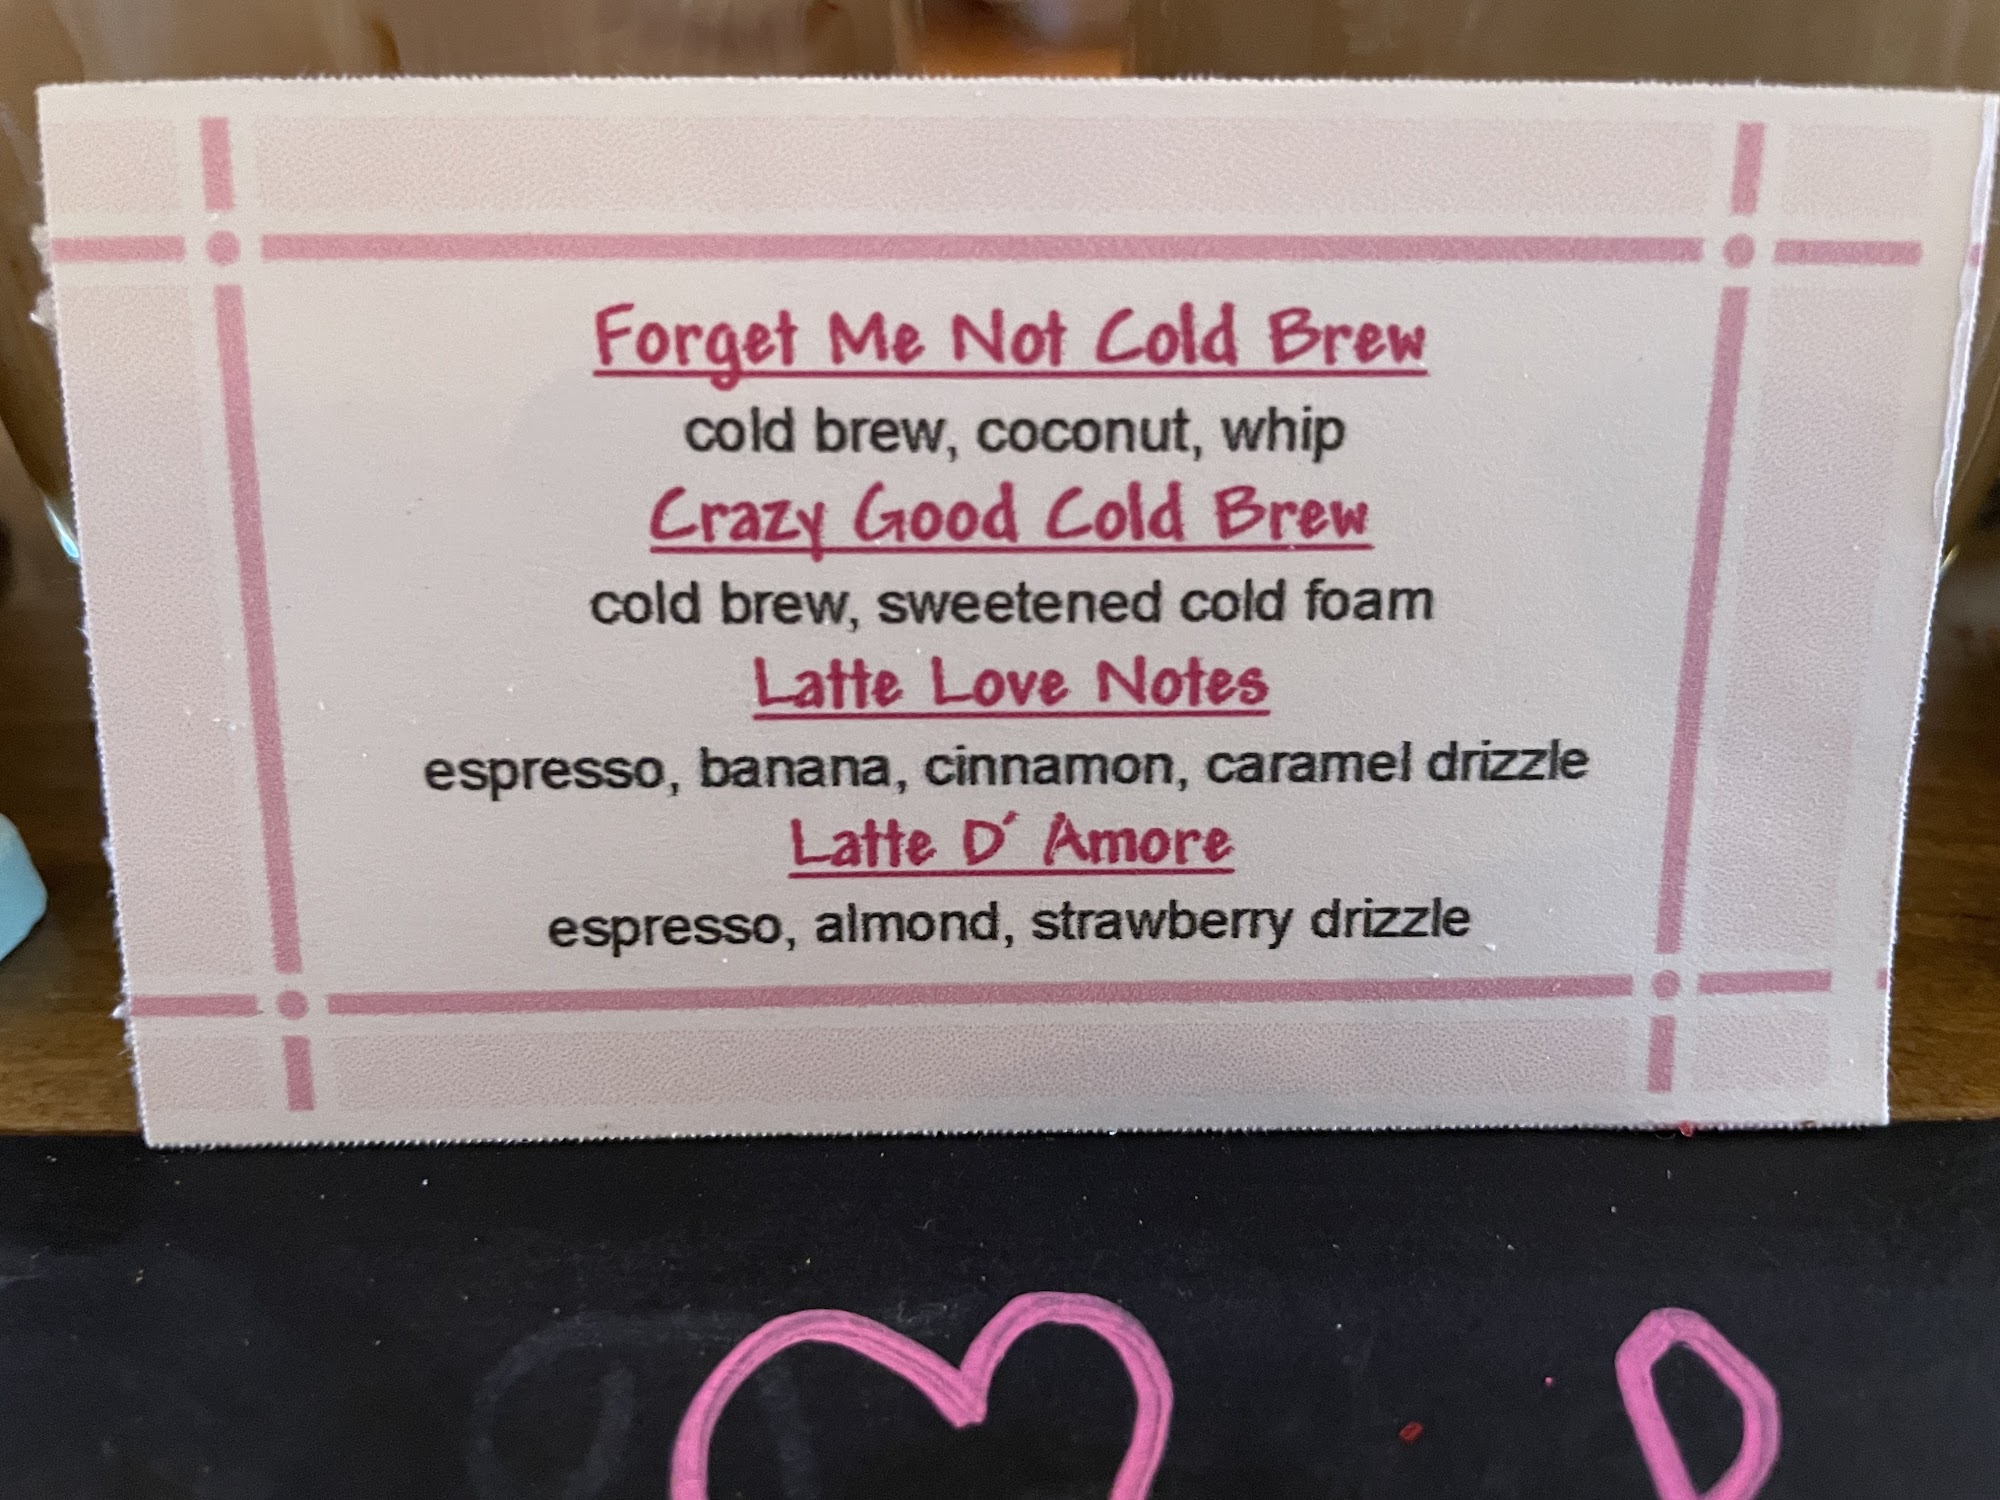 Forget Me Not Cold Brew
cold brew, coconut, whip
Crazy Good Cold Brew
cold brew, sweetened cold foam
Latte Love Notes
espresso, banana, cinnamon, caramel drizzle
Latte D' Amore
espresso, almond, strawberry drizzle